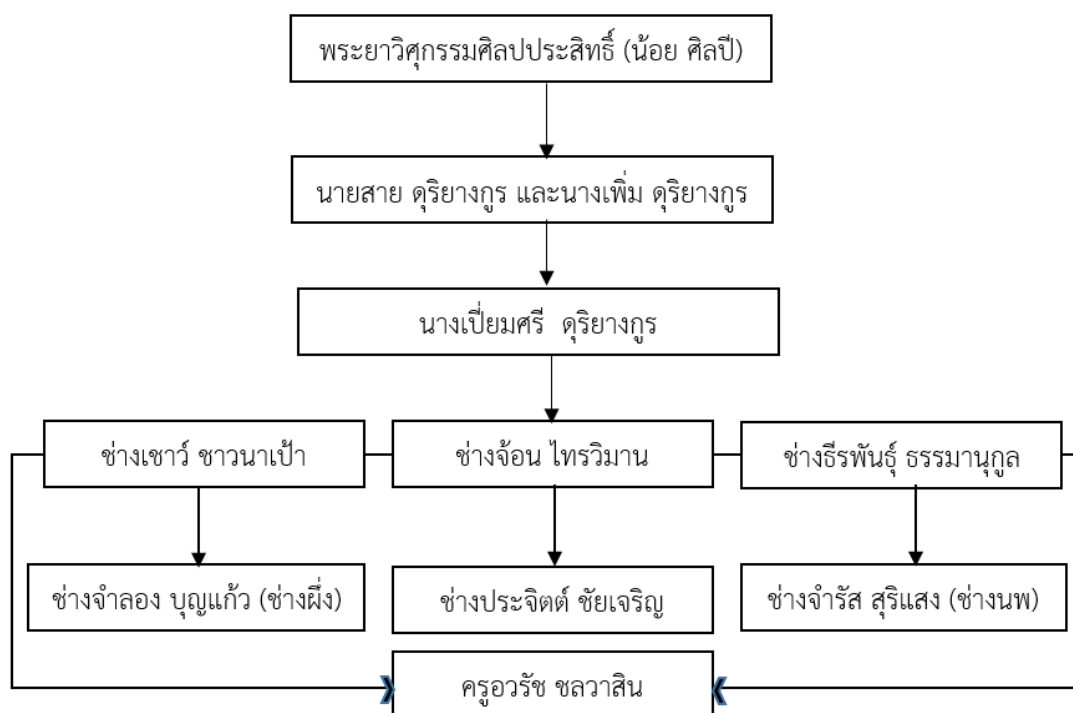 พระยาวิศุกรรมศิลปประสิทธิ์ (น้อย ศิลปี)
นายสาย ดุริยางกูร และนางเพิ่ม ดุริยางกูร
นางเปี่ยมศรี ดุริยางกูร
ช่างเชาว์ ชาวนาเป้า
ช่างจ้อน ไทรวิมาน
ช่างธีรพันธุ์ ธรรมานุกูล
ช่างจำลอง บุญแก้ว (ช่างผึ่ง)
ช่างประจิตต์ ชัยเจริญ
ช่างจำรัส สุริแสง (ช่างนพ)
ครูอวรัช ชลวาสิน